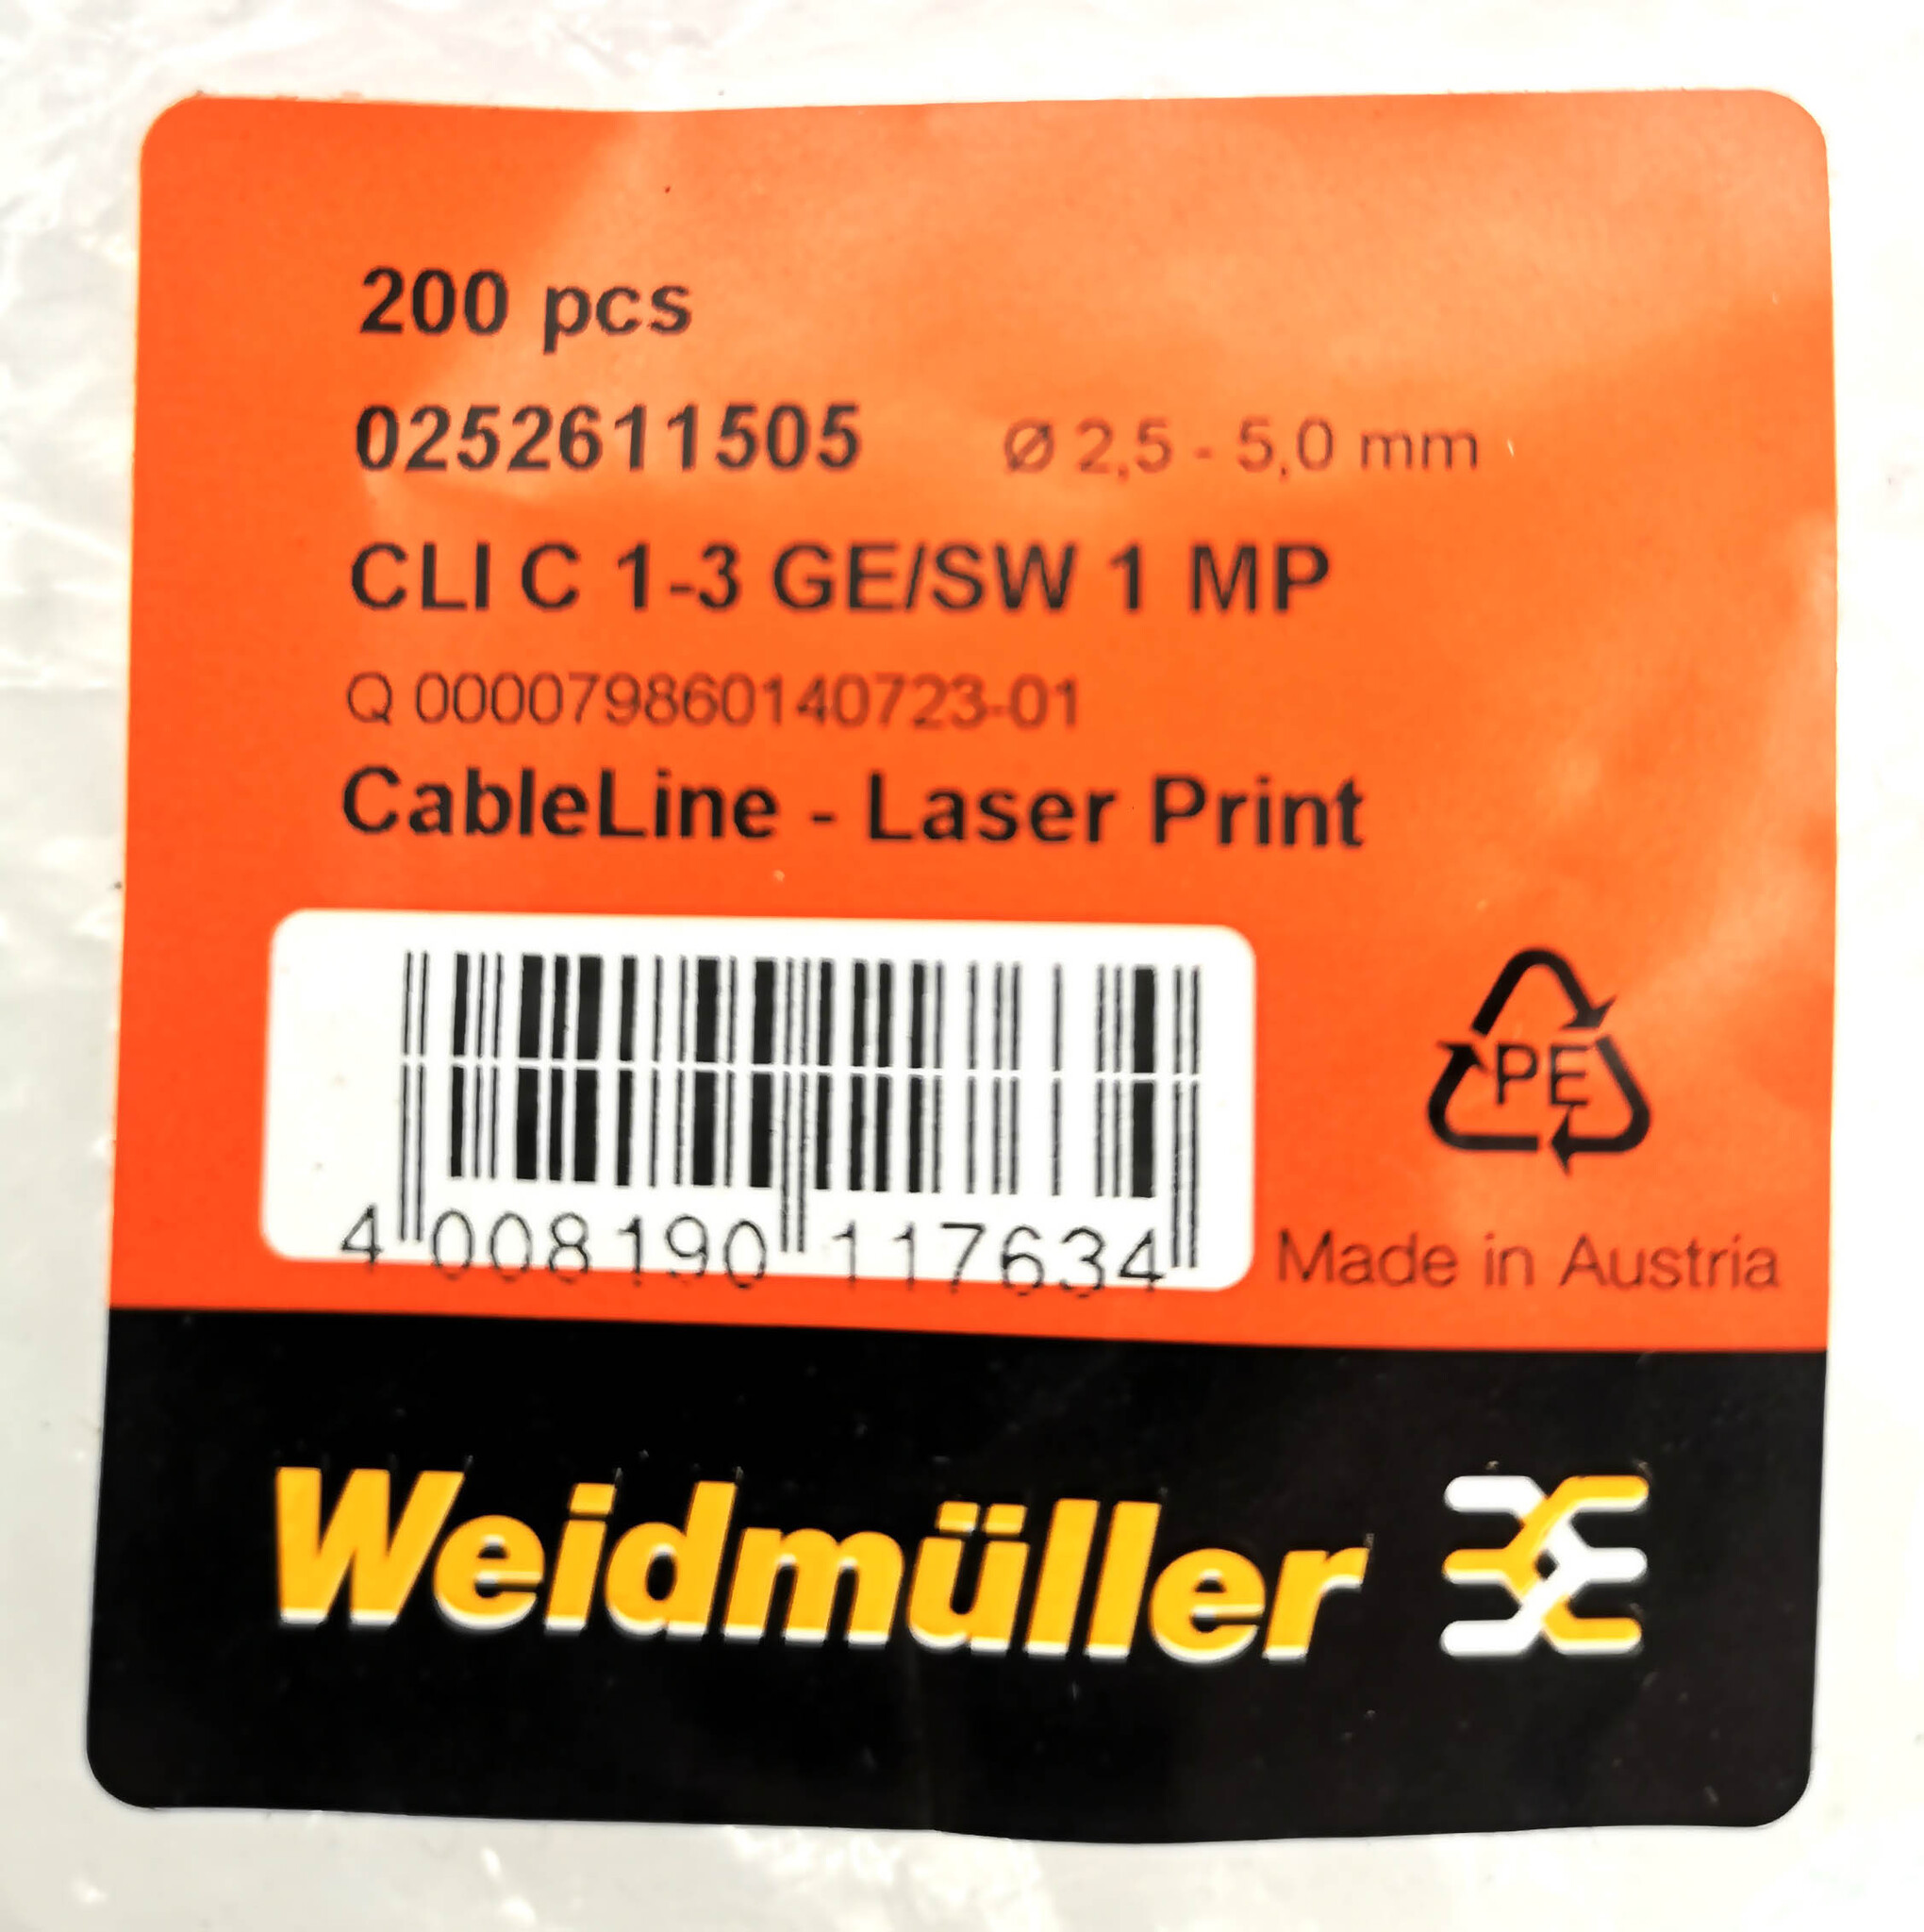 200 pcs
0252611505 Ø 2,5 - 5,0 mm
CLI C 1-3 GE/SW 1 MP
Q 000079860140723-01
CableLine - Laser Print
PE
4 008190 117634
Made in Austria
Weidmüller